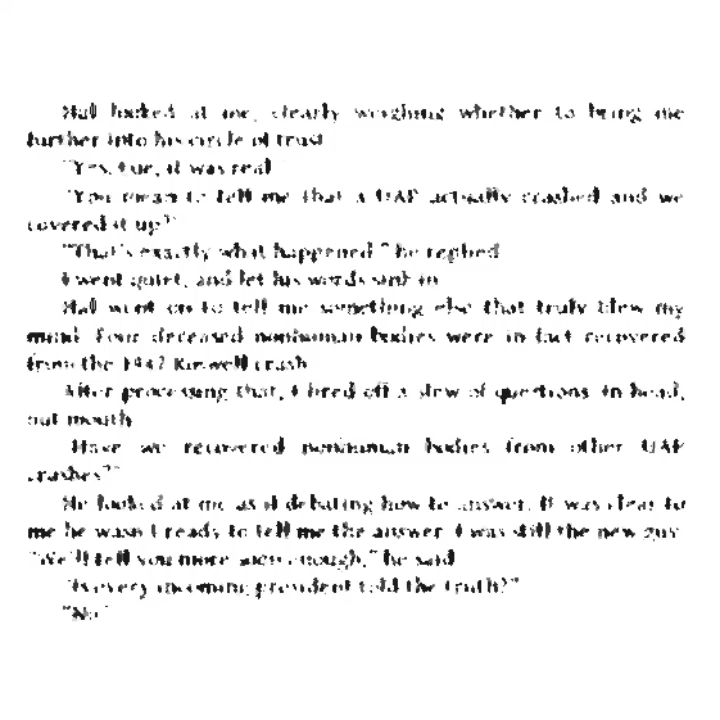 Hal looked at me, clearly weighing whether to bring me
further into his circle of trust.
"Yes, Lue, it was real."
"You mean to tell me that a UAP actually crashed and we
covered it up?"
"That's exactly what happened," he replied.
I went quiet, and let his words sink in.
Hal went on to tell me something else that truly blew my
mind. Four deceased nonhuman bodies were in fact recovered
from the 1947 Roswell crash.
After processing that, I fired off a slew of questions. In head,
out mouth.
"Have we recovered nonhuman bodies from other UAP
crashes?"
He looked at me as if debating how to answer. It was clear to
me he wasn't ready to tell me the answer. I was still the new guy.
"We'll tell you more soon enough," he said.
"Is every incoming president told the truth?"
"No."